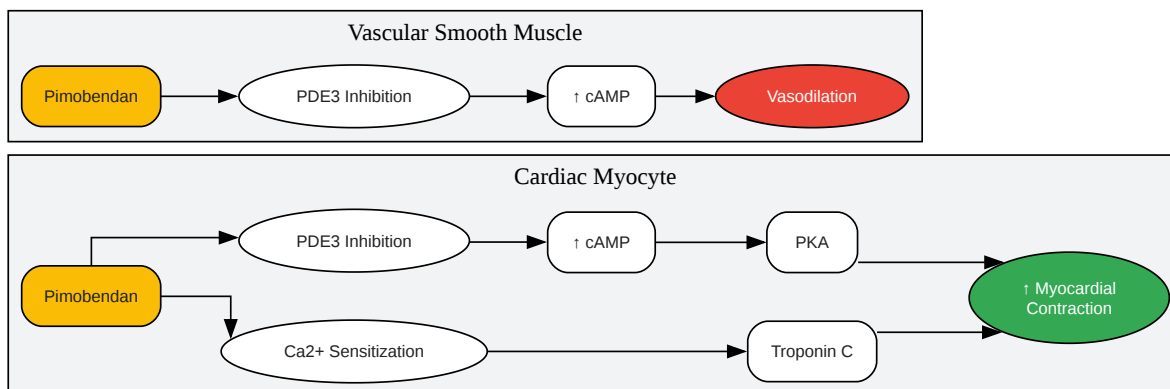 Vascular Smooth Muscle
Pimobendan
PDE3 Inhibition
↑ cAMP
Vasodilation
Cardiac Myocyte
PDE3 Inhibition
↑ cAMP
PKA
Pimobendan
↑ Myocardial
Contraction
Ca2+ Sensitization
Troponin C